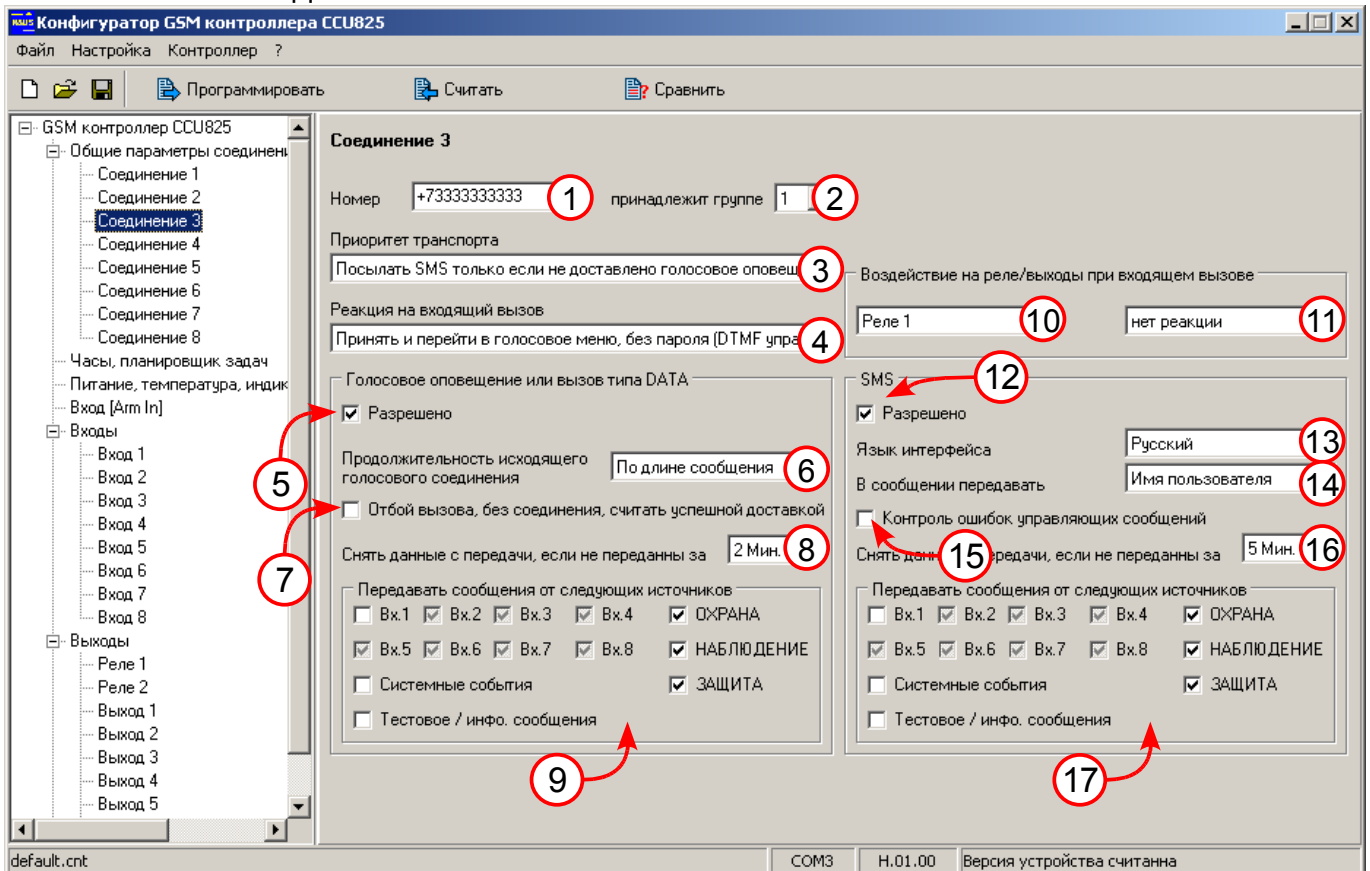 Конфигуратор GSM контроллера CCU825
Файл Настройка Контроллер ?
Программировать Считать Сравнить
GSM контроллер CCU825
Общие параметры соединени
Соединение 1
Соединение 2
Соединение 3
Соединение 4
Соединение 5
Соединение 6
Соединение 7
Соединение 8
Часы, планировщик задач
Питание, температура, индик
Вход [Arm In]
Входы
Вход 1
Вход 2
Вход 3
Вход 4
Вход 5
Вход 6
Вход 7
Вход 8
Выходы
Реле 1
Реле 2
Выход 1
Выход 2
Выход 3
Выход 4
Выход 5
Соединение 3
Номер +73333333333 1 принадлежит группе 1 2
Приоритет транспорта
Посылать SMS только если не доставлено голосовое оповещ 3
Реакция на входящий вызов
Принять и перейти в голосовое меню, без пароля (DTMF упра 4
Воздействие на реле/выходы при входящем вызове
Реле 1 10 нет реакции 11
Голосовое оповещение или вызов типа DATA
5 Разрешено
Продолжительность исходящего
голосового соединения По длине сообщения 6
7 Отбой вызова, без соединения, считать успешной доставкой
Снять данные с передачи, если не переданны за 2 Мин. 8
Передавать сообщения от следующих источников
Вх.1 Вх.2 Вх.3 Вх.4 ОХРАНА
Вх.5 Вх.6 Вх.7 Вх.8 НАБЛЮДЕНИЕ
Системные события ЗАЩИТА
Тестовое / инфо. сообщения
9
SMS 12
Разрешено
Язык интерфейса Русский 13
В сообщении передавать Имя пользователя 14
Контроль ошибок управляющих сообщений
15
Снять данные передачи, если не переданны за 5 Мин. 16
Передавать сообщения от следующих источников
Вх.1 Вх.2 Вх.3 Вх.4 ОХРАНА
Вх.5 Вх.6 Вх.7 Вх.8 НАБЛЮДЕНИЕ
Системные события ЗАЩИТА
Тестовое / инфо. сообщения
17
default.cnt COM3 H.01.00 Версия устройства считанна